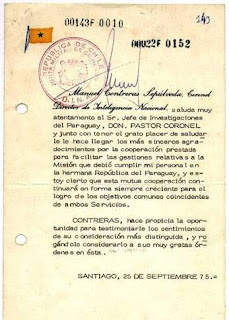 00143F 0010
143
00022F 0152
REPUBLICA DE CHILE
D.I.N.A.
Manuel Contreras Sepúlveda, Coronel
Director de Inteligencia Nacional, saluda muy
atentamente al Sr. Jefe de Investigaciones
del Paraguay, DON. PASTOR CORONEL
y junto con tener el grato placer de saludar
lo le hace llegar los más sinceros agra-
decimientos por la cooperación prestada
para facilitar las gestiones relativas a la
Misión que debió cumplir mi personal en
la hermana República del Paraguay, y es-
toy cierto que esta mutua cooperación con-
tinuará en forma siempre creciente para el
logro de los objetivos comunes coincidentes
de ambos Servicios.
CONTRERAS, hace propicia la opor-
tunidad para testimoniarle los sentimientos
de su consideración más distinguida, y ro-
gándole considerarlo a sus muy gratas ór-
denes en ésta.
SANTIAGO, 25 DE SEPTIEMBRE 75.=